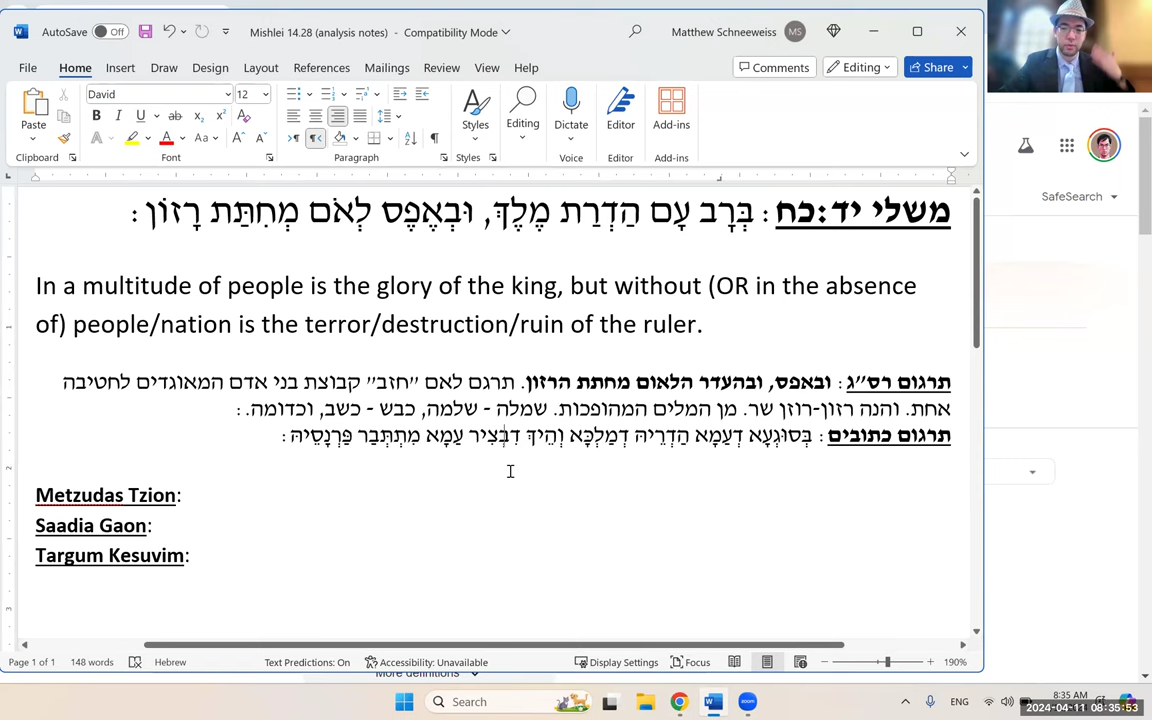 AutoSave Off Mishlei 14.28 (analysis notes) - Compatibility Mode Matthew Schneeweiss MS
File Home Insert Draw Design Layout References Mailings Review View Help Comments Editing Share
David 12
Paste B I U ab x₂ x² A Aa Styles Editing Dictate Editor Add-ins
Clipboard Font Paragraph Styles Voice Editor Add-ins
SafeSearch
משלי יד:כח: בְּרָב עָם הַדְרַת מֶלֶךְ, וּבְאֶפֶס לְאֹם מְחִתַּת רָזוֹן:
In a multitude of people is the glory of the king, but without (OR in the absence
of) people/nation is the terror/destruction/ruin of the ruler.
תרגום רס״ג: ובאפס, ובהעדר הלאום מחתת הרזון. תרגם לאם ״חזב״ קבוצת בני אדם המאוגדים לחטיבה
אחת. והנה רזון-רוזן שר. מן המלים המהופכות. שמלה - שלמה, כבש - כשב, וכדומה.:
תרגום כתובים: בְּסוּגְעָא דְעַמָא הַדְרֵיהּ דְמַלְכָּא וְהֵיךְ דִבְצִיר עַמָא מִתְתְּבַר פַּרְנָסֵיהּ:
Metzudas Tzion:
Saadia Gaon:
Targum Kesuvim:
Page 1 of 1 148 words Hebrew Text Predictions: On Accessibility: Unavailable Display Settings Focus 190%
More definitions
Search zoom ENG 8:35 AM
2024-04-11 08:35:53